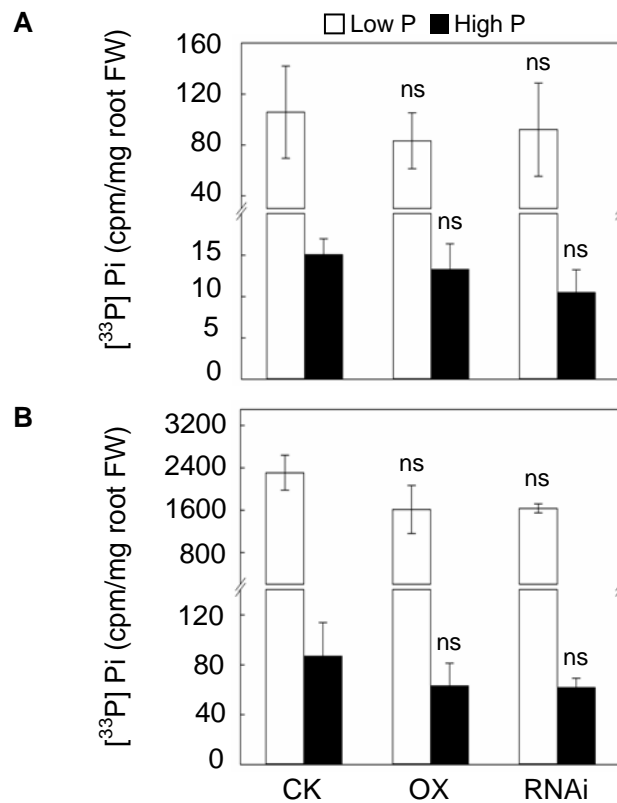 A
Low P High P
[³³P] Pi (cpm/mg root FW)
160
120
80
40
15
10
5
0
ns
ns
ns
ns
B
[³³P] Pi (cpm/mg root FW)
3200
2400
1600
800
120
80
40
0
ns
ns
ns
ns
CK OX RNAi